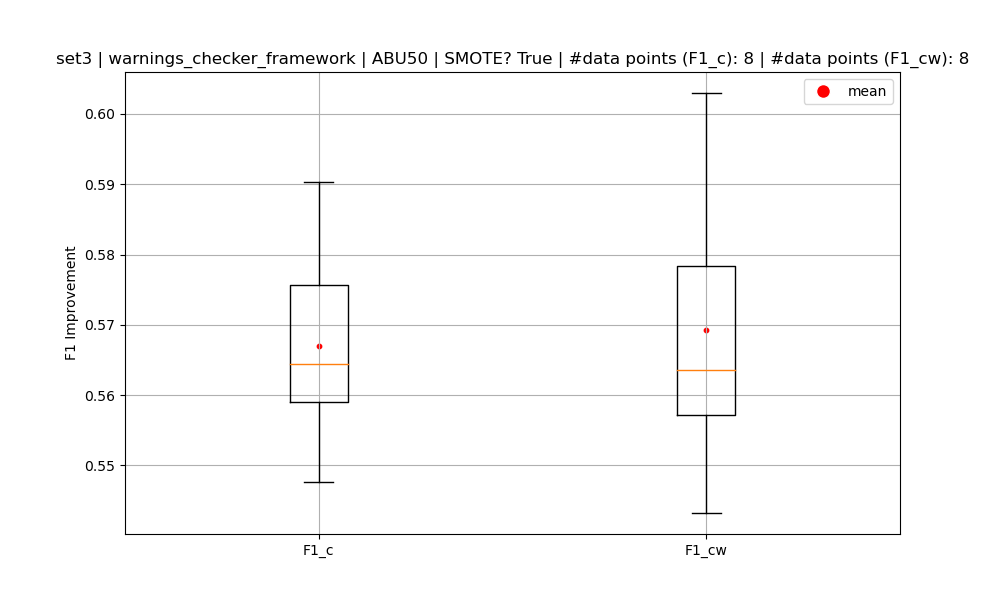 set3 | warnings_checker_framework | ABU50 | SMOTE? True | #data points (F1_c): 8 | #data points (F1_cw): 8
mean
0.60
0.59
0.58
0.57
0.56
0.55
F1 Improvement
F1_c
F1_cw